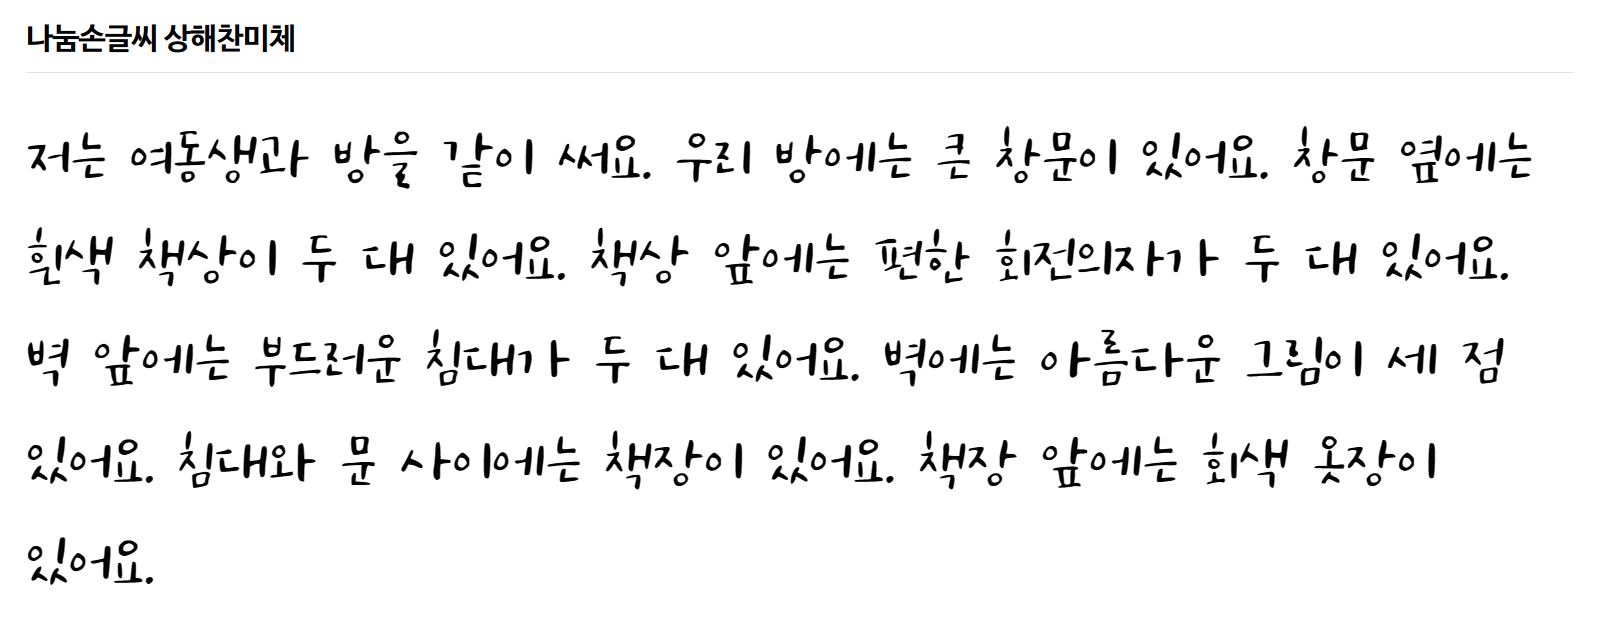 나눔손글씨 상해찬미체
저는 여동생과 방을 같이 써요. 우리 방에는 큰 창문이 있어요. 창문 옆에는
흰색 책상이 두 대 있어요. 책상 앞에는 편한 회전의자가 두 대 있어요.
벽 앞에는 부드러운 침대가 두 대 있어요. 벽에는 아름다운 그림이 세 점
있어요. 침대와 문 사이에는 책장이 있어요. 책장 앞에는 회색 옷장이
있어요.